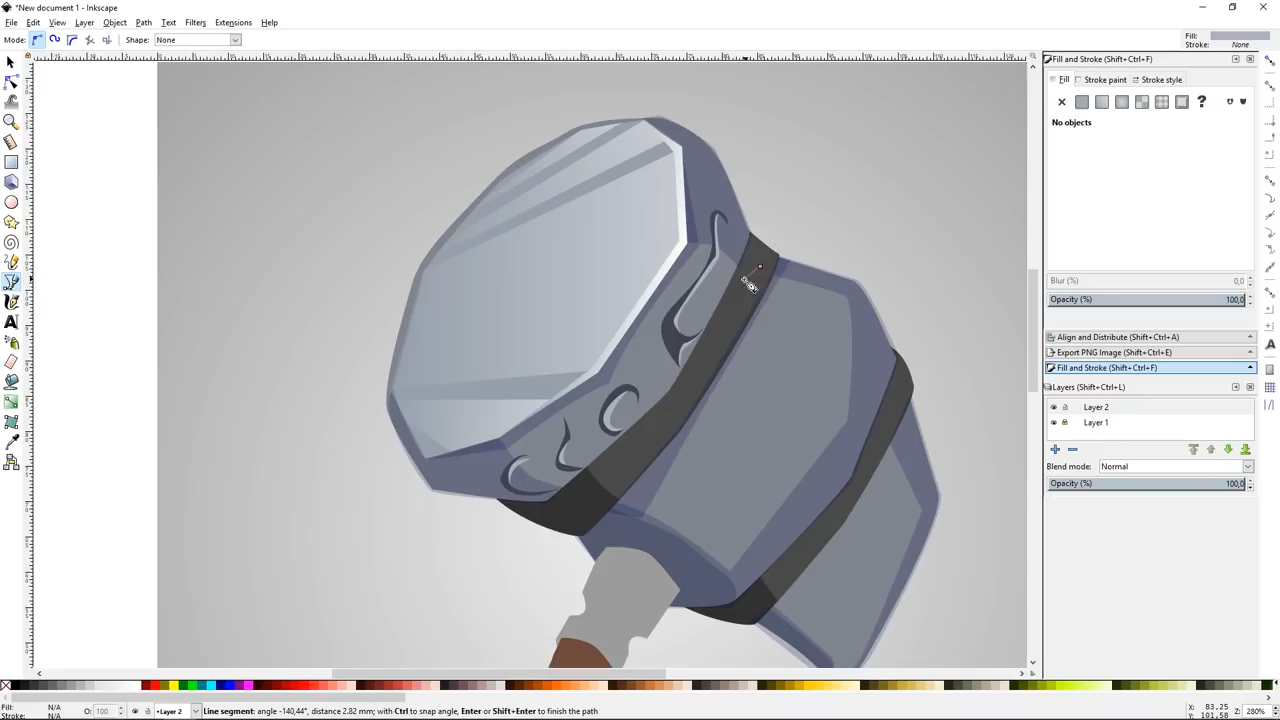 *New document 1 - Inkscape
File Edit View Layer Object Path Text Filters Extensions Help
Mode: Shape: None
Fill:
Stroke: None
Fill and Stroke (Shift+Ctrl+F)
Fill Stroke paint Stroke style
No objects
Blur (%) 0,0
Opacity (%) 100,0
Align and Distribute (Shift+Ctrl+A)
Export PNG Image (Shift+Ctrl+E)
Fill and Stroke (Shift+Ctrl+F)
Layers (Shift+Ctrl+L)
Layer 2
Layer 1
Blend mode: Normal
Opacity (%) 100,0
Fill: N/A
Stroke: N/A
O: 100
•Layer 2
Line segment: angle -140,44°, distance 2.82 mm; with Ctrl to snap angle, Enter or Shift+Enter to finish the path
X: 83,25
Y: 101,58
Z: 280%